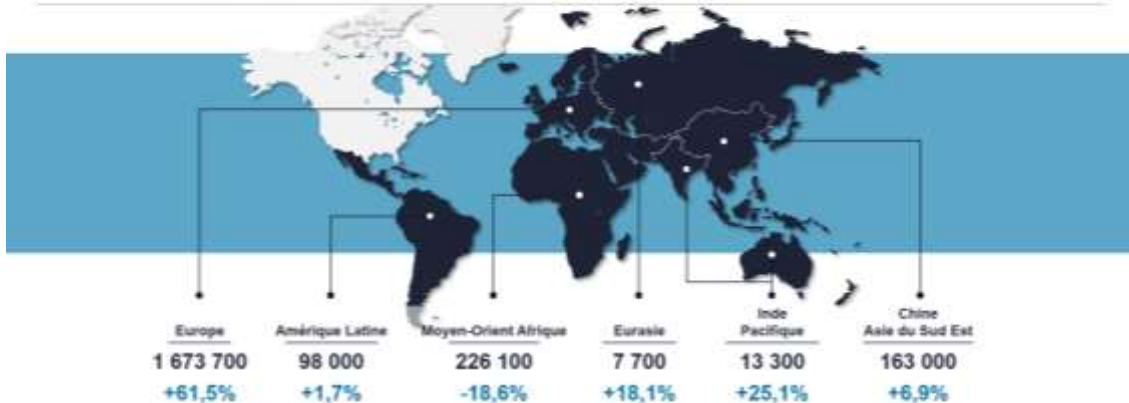 Europe
1 673 700
+61,5%
Amérique Latine
98 000
+1,7%
Moyen-Orient Afrique
226 100
-18,6%
Eurasie
7 700
+18,1%
Inde
Pacifique
13 300
+25,1%
Chine
Asie du Sud Est
163 000
+6,9%